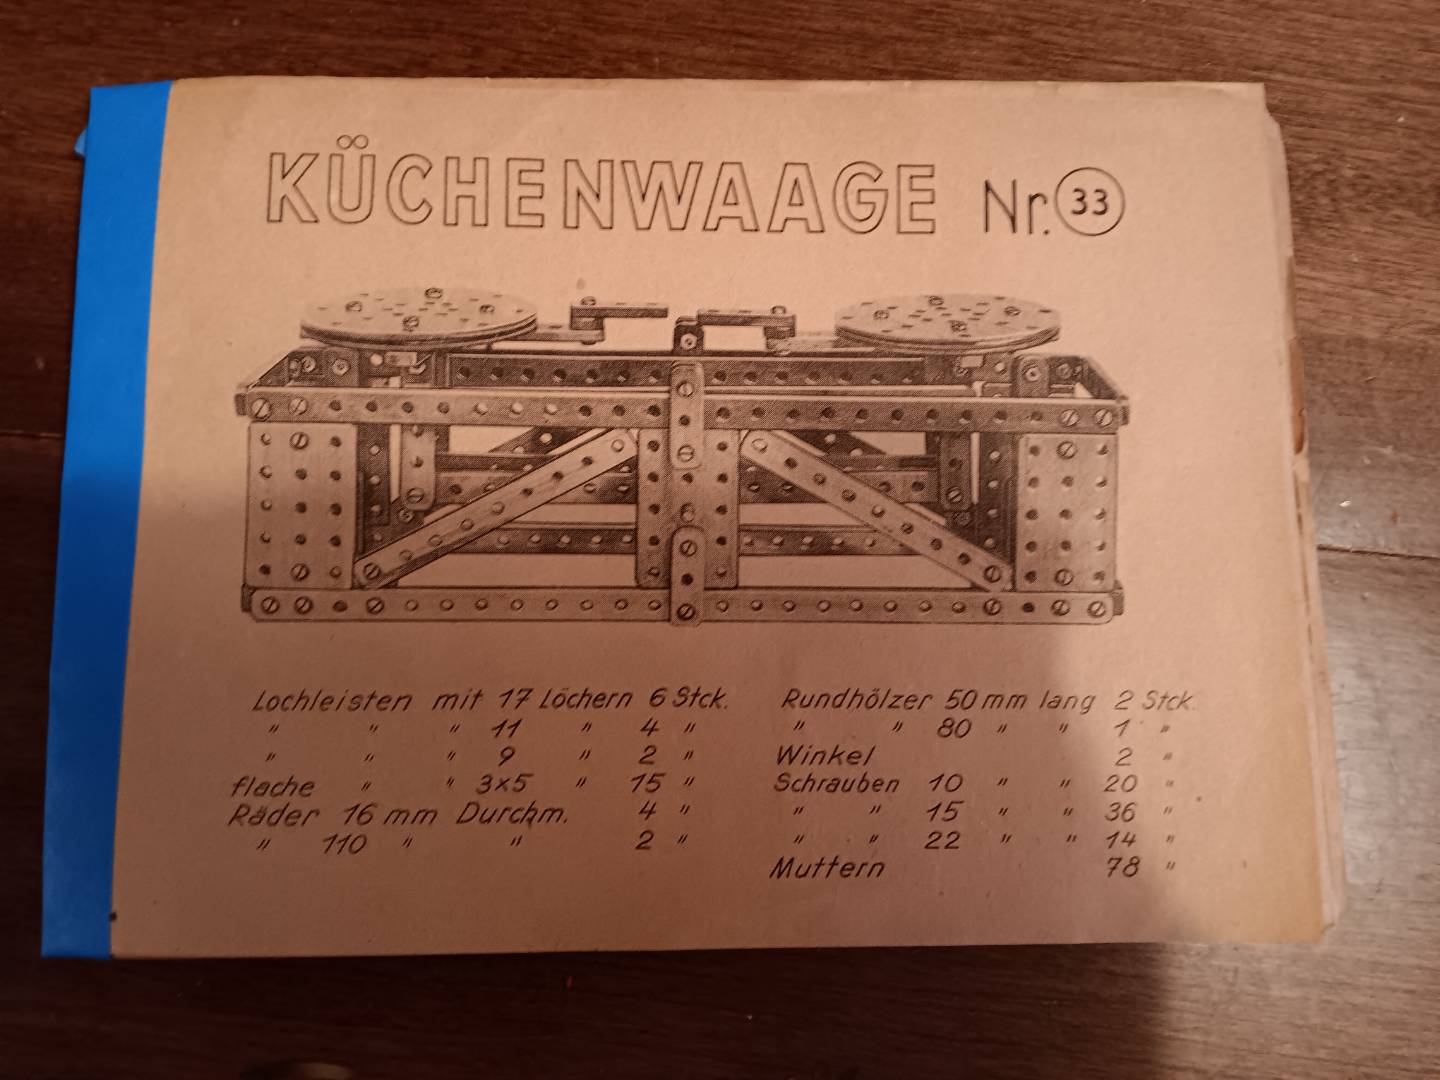 KÜCHENWAAGE Nr. 33
Lochleisten mit 17 Löchern 6 Stck.
" " " 11 " 4 "
" " " 9 " 2 "
flache " " 3x5 " 15 "
Räder 16 mm Durchm. 4 "
" 110 " " 2 "
Rundhölzer 50 mm lang 2 Stck.
" " 80 " " 1 "
Winkel 2 "
Schrauben 10 " " 20 "
" " 15 " " 36 "
" " 22 " " 14 "
Muttern 78 "